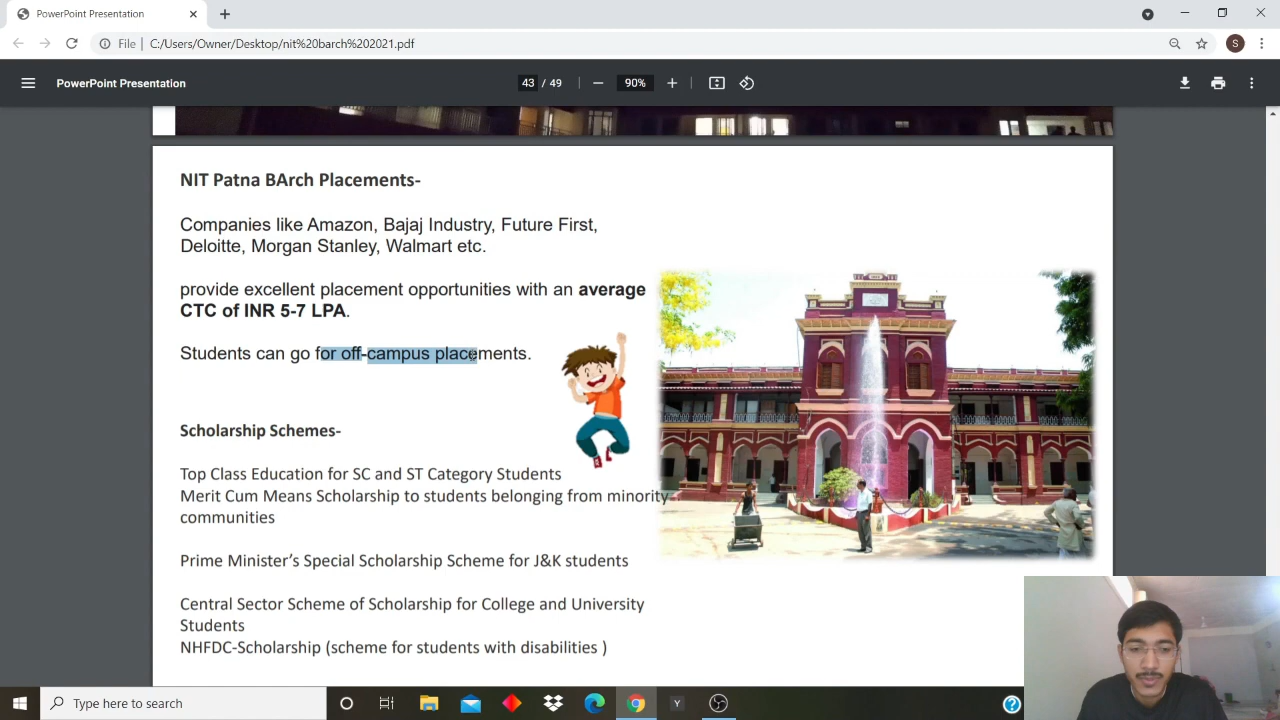 PowerPoint Presentation
File
C:/Users/Owner/Desktop/nit%20barch%202021.pdf
S
PowerPoint Presentation
43 / 49
90%
NIT Patna BArch Placements-
Companies like Amazon, Bajaj Industry, Future First,
Deloitte, Morgan Stanley, Walmart etc.
provide excellent placement opportunities with an average
CTC of INR 5-7 LPA.
Students can go for off-campus placements.
Scholarship Schemes-
Top Class Education for SC and ST Category Students
Merit Cum Means Scholarship to students belonging from minority
communities
Prime Minister’s Special Scholarship Scheme for J&K students
Central Sector Scheme of Scholarship for College and University
Students
NHFDC-Scholarship (scheme for students with disabilities )
Type here to search
Y